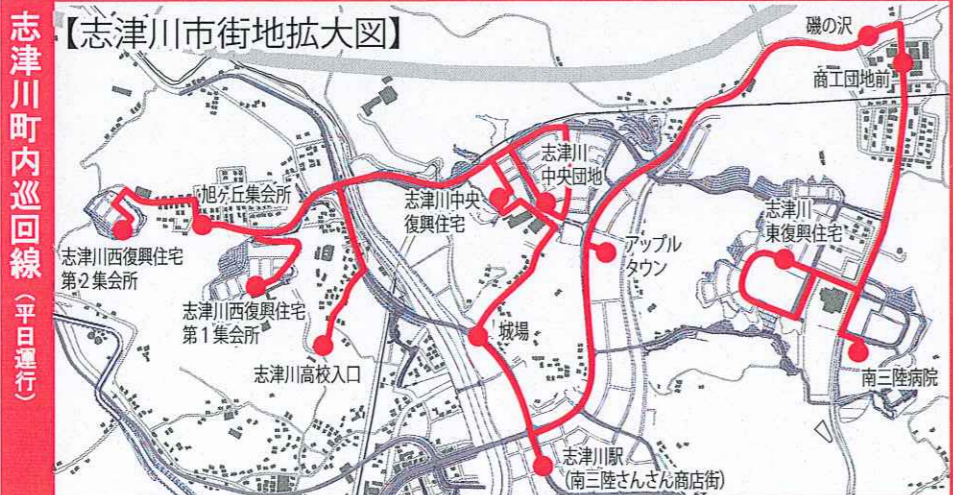 志津川町内巡回線（平日運行）
【志津川市街地拡大図】
磯の沢
商工団地前
志津川
中央団地
旭ヶ丘集会所
志津川中央
復興住宅
志津川
東復興住宅
アップル
タウン
志津川西復興住宅
第2集会所
志津川西復興住宅
第1集会所
城場
志津川高校入口
南三陸病院
志津川駅
(南三陸さんさん商店街)